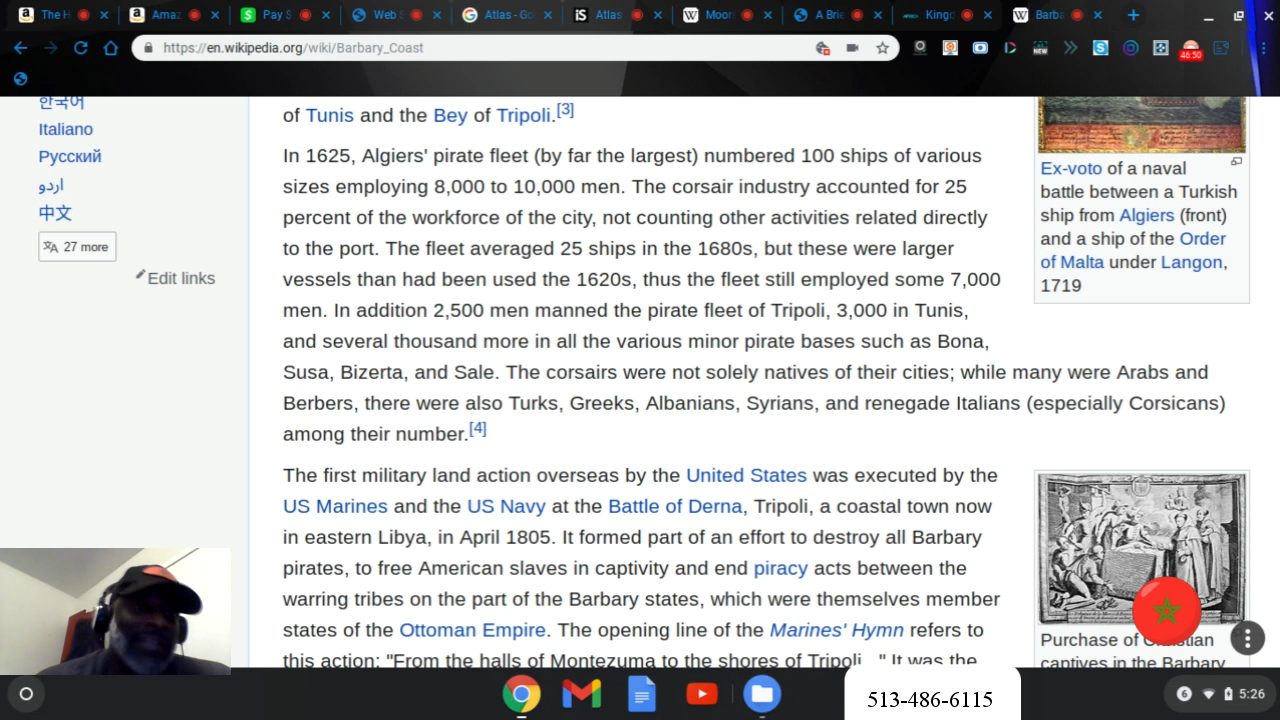 The H
Amaz
Pay $
Web S
Atlas - Go
Atlas
Moor
A Brie
Kingd
Barba
https://en.wikipedia.org/wiki/Barbary_Coast
NEW
46:50
한국어
Italiano
Русский
اردو
中文
27 more
Edit links
of Tunis and the Bey of Tripoli.[3]
In 1625, Algiers' pirate fleet (by far the largest) numbered 100 ships of various
sizes employing 8,000 to 10,000 men. The corsair industry accounted for 25
percent of the workforce of the city, not counting other activities related directly
to the port. The fleet averaged 25 ships in the 1680s, but these were larger
vessels than had been used the 1620s, thus the fleet still employed some 7,000
men. In addition 2,500 men manned the pirate fleet of Tripoli, 3,000 in Tunis,
and several thousand more in all the various minor pirate bases such as Bona,
Susa, Bizerta, and Sale. The corsairs were not solely natives of their cities; while many were Arabs and
Berbers, there were also Turks, Greeks, Albanians, Syrians, and renegade Italians (especially Corsicans)
among their number.[4]
The first military land action overseas by the United States was executed by the
US Marines and the US Navy at the Battle of Derna, Tripoli, a coastal town now
in eastern Libya, in April 1805. It formed part of an effort to destroy all Barbary
pirates, to free American slaves in captivity and end piracy acts between the
warring tribes on the part of the Barbary states, which were themselves member
states of the Ottoman Empire. The opening line of the Marines' Hymn refers to
this action: "From the halls of Montezuma to the shores of Tripoli..." It was the
Ex-voto of a naval
battle between a Turkish
ship from Algiers (front)
and a ship of the Order
of Malta under Langon,
1719
Purchase of Christian
captives in the Barbary
513-486-6115
6
5:26